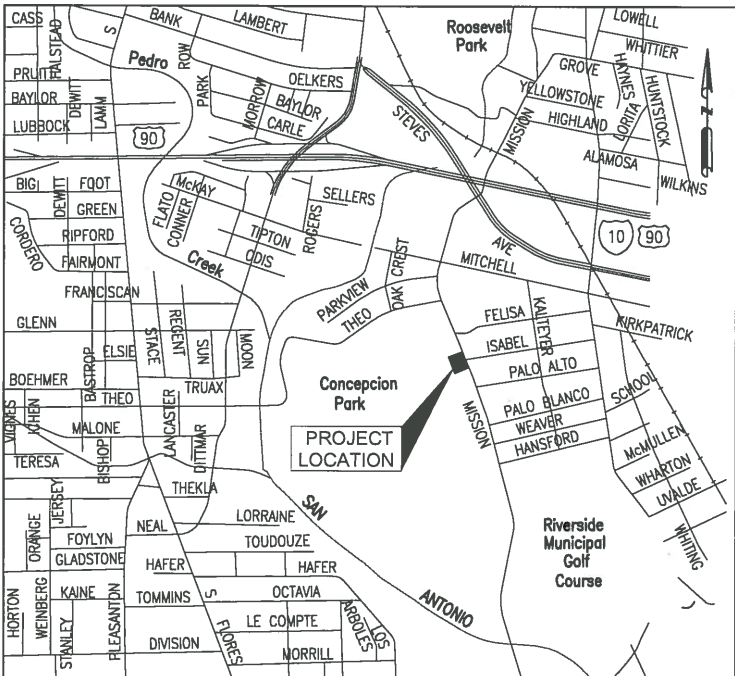 CASS
HALSTEAD
S
BANK
LAMBERT
Roosevelt
Park
LOWELL
WHITTIER
Pedro
ROW
PARK
OELKERS
GROVE
HAYNES
HUNTSTOCK
PRUITT
BAYLOR
DEWITT
LAMM
MORROW
BAYLOR
CARLE
STEVES
YELLOWSTONE
HIGHLAND
LORITA
MISSION
N
LUBBOCK
90
ALAMOSA
WILKINS
BIG
FOOT
DEWITT
GREEN
McKAY
FLATO
CONNER
SELLERS
ROGERS
10
90
CORDERO
RIPFORD
FAIRMONT
TIPTON
ODIS
Creek
AVE
MITCHELL
FRANCISCAN
PARKVIEW
THEO
OAK CREST
GLENN
STACE
REGENT
SUN
MOON
FELISA
KALTEYER
KIRKPATRICK
ELSIE
BASTROP
ISABEL
PALO ALTO
BOEHMER
THEO
TRUAX
Concepcion
Park
SCHOOL
VIGNES
ICHEN
MALONE
LANCASTER
DITTMAR
PALO BLANCO
WEAVER
HANSFORD
MISSION
PROJECT
LOCATION
TERESA
BISHOP
McMULLEN
WHARTON
UVALDE
JERSEY
THEKLA
SAN
ORANGE
FOYLYN
GLADSTONE
NEAL
LORRAINE
TOUDOUZE
Riverside
Municipal
Golf
Course
WHITING
HAFER
HAFER
HORTON
WEINBERG
KAINE
STANLEY
PLEASANTON
TOMMINS
S
OCTAVIA
ANTONIO
LE COMPTE
ARBOLES
LOS
DIVISION
FLORES
MORRILL